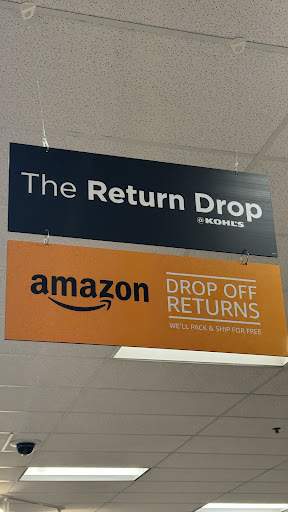 The Return Drop
@KOHL'S
amazon
DROP OFF
RETURNS
WE'LL PACK & SHIP FOR FREE